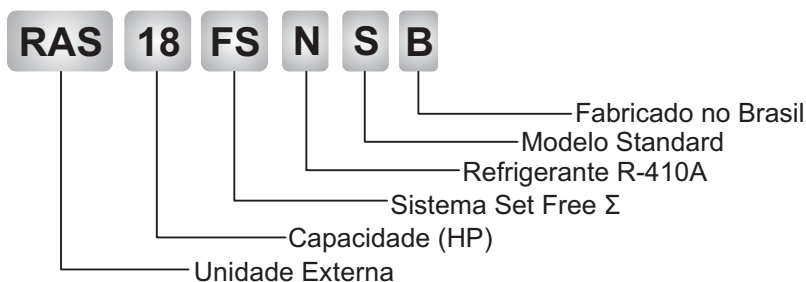 RAS 18 FS N S B
Fabricado no Brasil
Modelo Standard
Refrigerante R-410A
Sistema Set Free Σ
Capacidade (HP)
Unidade Externa